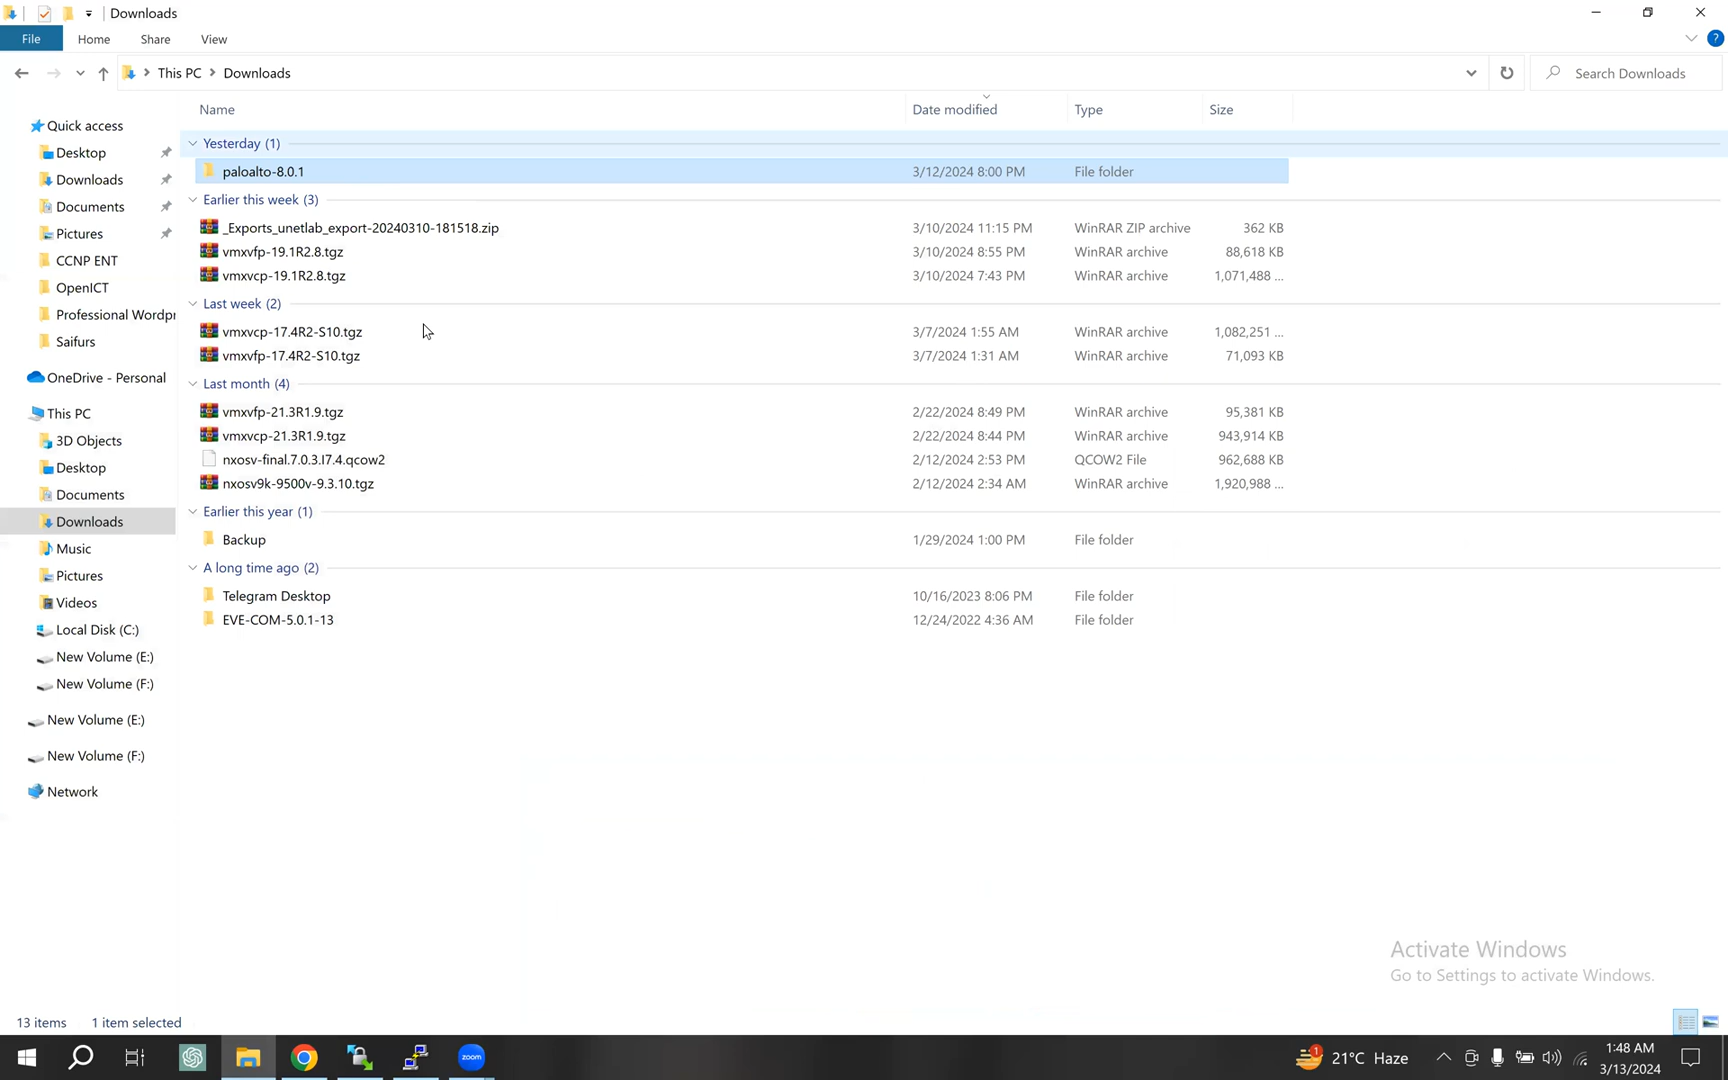 Downloads
File Home Share View
This PC Downloads
Search Downloads
Name Date modified Type Size
Quick access
Desktop
Downloads
Documents
Pictures
CCNP ENT
OpenICT
Professional Wordpr
Saifurs
OneDrive - Personal
This PC
3D Objects
Desktop
Documents
Downloads
Music
Pictures
Videos
Local Disk (C:)
New Volume (E:)
New Volume (F:)
New Volume (E:)
New Volume (F:)
Network
Yesterday (1)
paloalto-8.0.1 3/12/2024 8:00 PM File folder
Earlier this week (3)
_Exports_unetlab_export-20240310-181518.zip 3/10/2024 11:15 PM WinRAR ZIP archive 362 KB
vmxvfp-19.1R2.8.tgz 3/10/2024 8:55 PM WinRAR archive 88,618 KB
vmxvcp-19.1R2.8.tgz 3/10/2024 7:43 PM WinRAR archive 1,071,488 ...
Last week (2)
vmxvcp-17.4R2-S10.tgz 3/7/2024 1:55 AM WinRAR archive 1,082,251 ...
vmxvfp-17.4R2-S10.tgz 3/7/2024 1:31 AM WinRAR archive 71,093 KB
Last month (4)
vmxvfp-21.3R1.9.tgz 2/22/2024 8:49 PM WinRAR archive 95,381 KB
vmxvcp-21.3R1.9.tgz 2/22/2024 8:44 PM WinRAR archive 943,914 KB
nxosv-final.7.0.3.I7.4.qcow2 2/12/2024 2:53 PM QCOW2 File 962,688 KB
nxosv9k-9500v-9.3.10.tgz 2/12/2024 2:34 AM WinRAR archive 1,920,988 ...
Earlier this year (1)
Backup 1/29/2024 1:00 PM File folder
A long time ago (2)
Telegram Desktop 10/16/2023 8:06 PM File folder
EVE-COM-5.0.1-13 12/24/2022 4:36 AM File folder
Activate Windows
Go to Settings to activate Windows.
13 items 1 item selected
zoom
1
21°C Haze
1:48 AM
3/13/2024